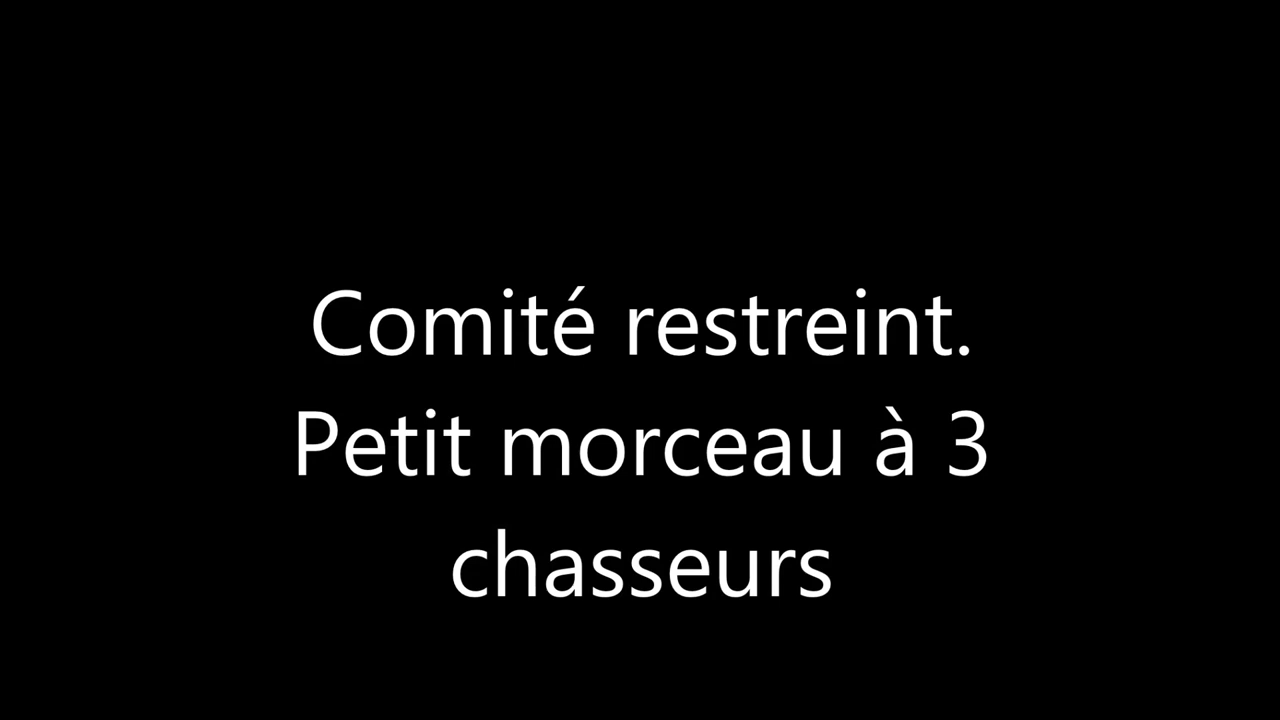 Comité restreint.
Petit morceau à 3
chasseurs